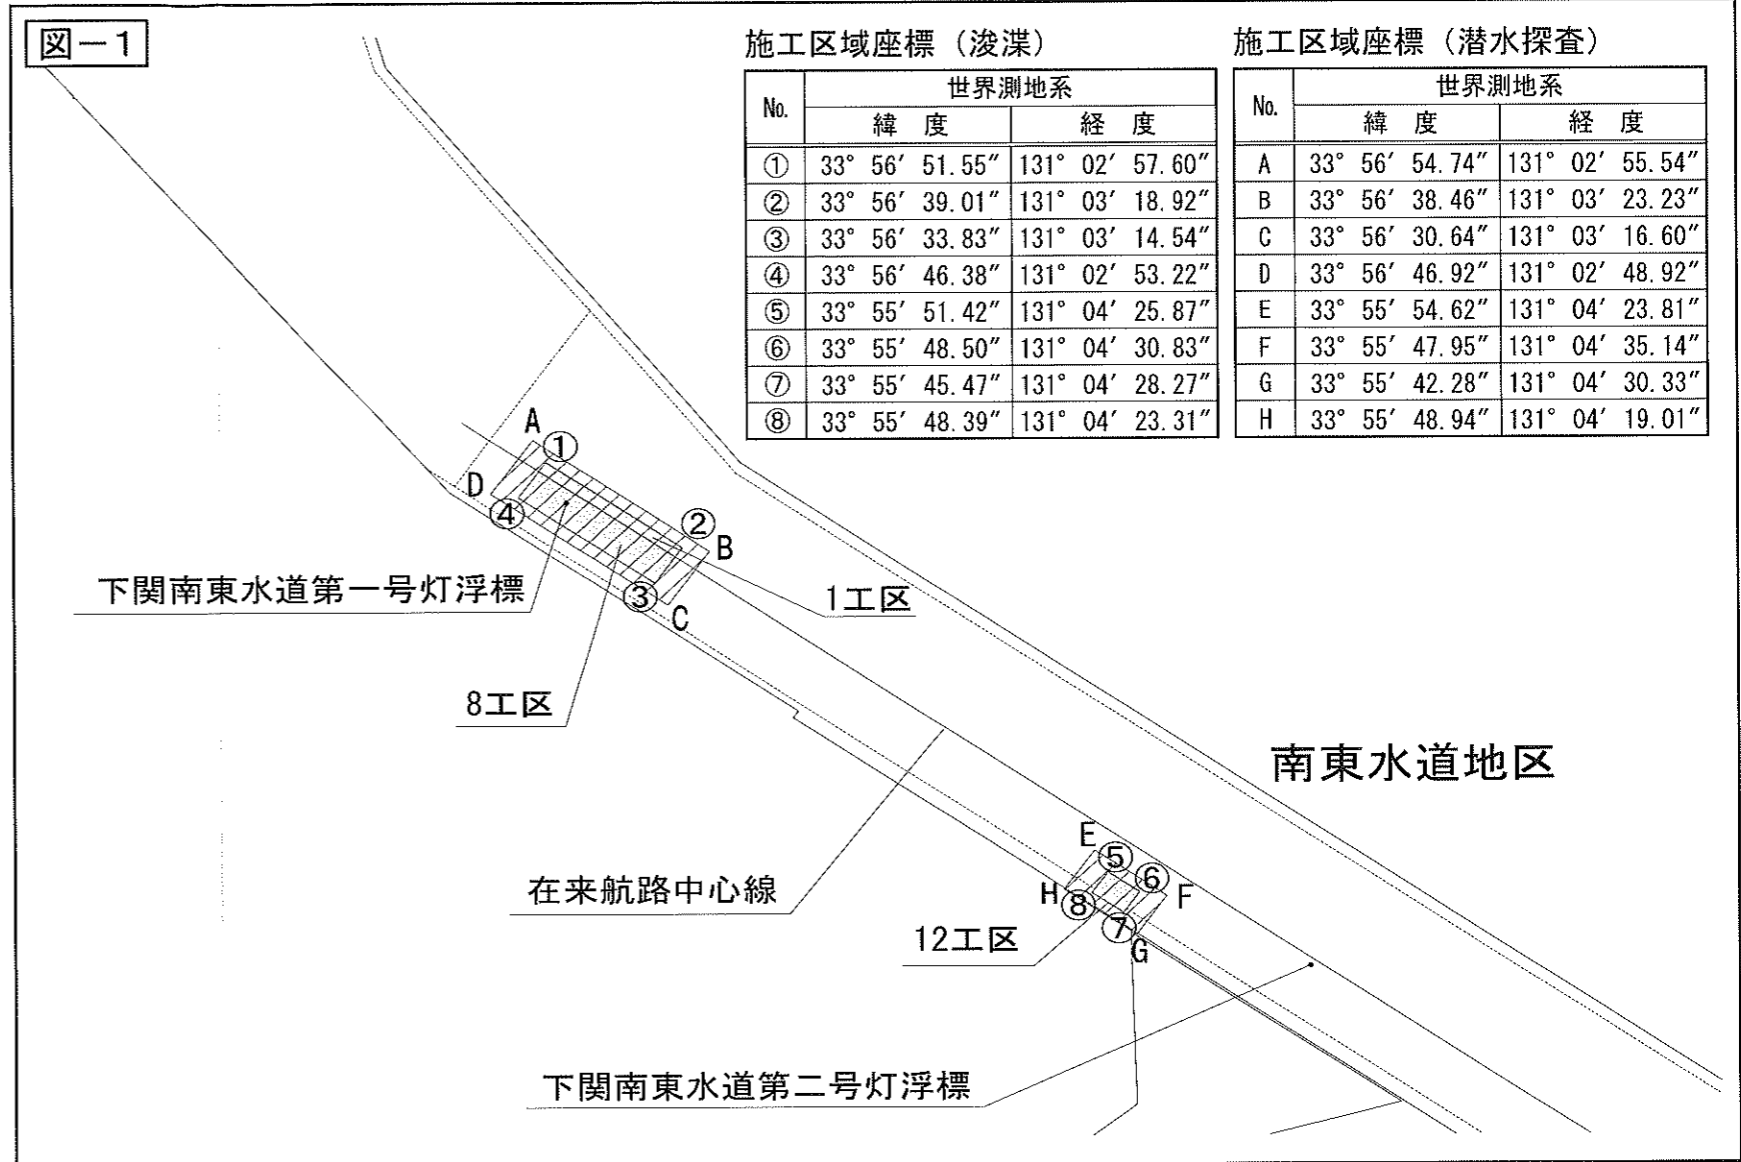 図－1
施工区域座標（浚渫）
No. 世界測地系
緯 度 経 度
① 33° 56′ 51.55″ 131° 02′ 57.60″
② 33° 56′ 39.01″ 131° 03′ 18.92″
③ 33° 56′ 33.83″ 131° 03′ 14.54″
④ 33° 56′ 46.38″ 131° 02′ 53.22″
⑤ 33° 55′ 51.42″ 131° 04′ 25.87″
⑥ 33° 55′ 48.50″ 131° 04′ 30.83″
⑦ 33° 55′ 45.47″ 131° 04′ 28.27″
⑧ 33° 55′ 48.39″ 131° 04′ 23.31″
施工区域座標（潜水探査）
No. 世界測地系
緯 度 経 度
A 33° 56′ 54.74″ 131° 02′ 55.54″
B 33° 56′ 38.46″ 131° 03′ 23.23″
C 33° 56′ 30.64″ 131° 03′ 16.60″
D 33° 56′ 46.92″ 131° 02′ 48.92″
E 33° 55′ 54.62″ 131° 04′ 23.81″
F 33° 55′ 47.95″ 131° 04′ 35.14″
G 33° 55′ 42.28″ 131° 04′ 30.33″
H 33° 55′ 48.94″ 131° 04′ 19.01″
A
①
D
④
②
B
③
C
下関南東水道第一号灯浮標
1工区
8工区
南東水道地区
E
⑤
⑥
F
H
⑧
⑦
G
在来航路中心線
12工区
下関南東水道第二号灯浮標